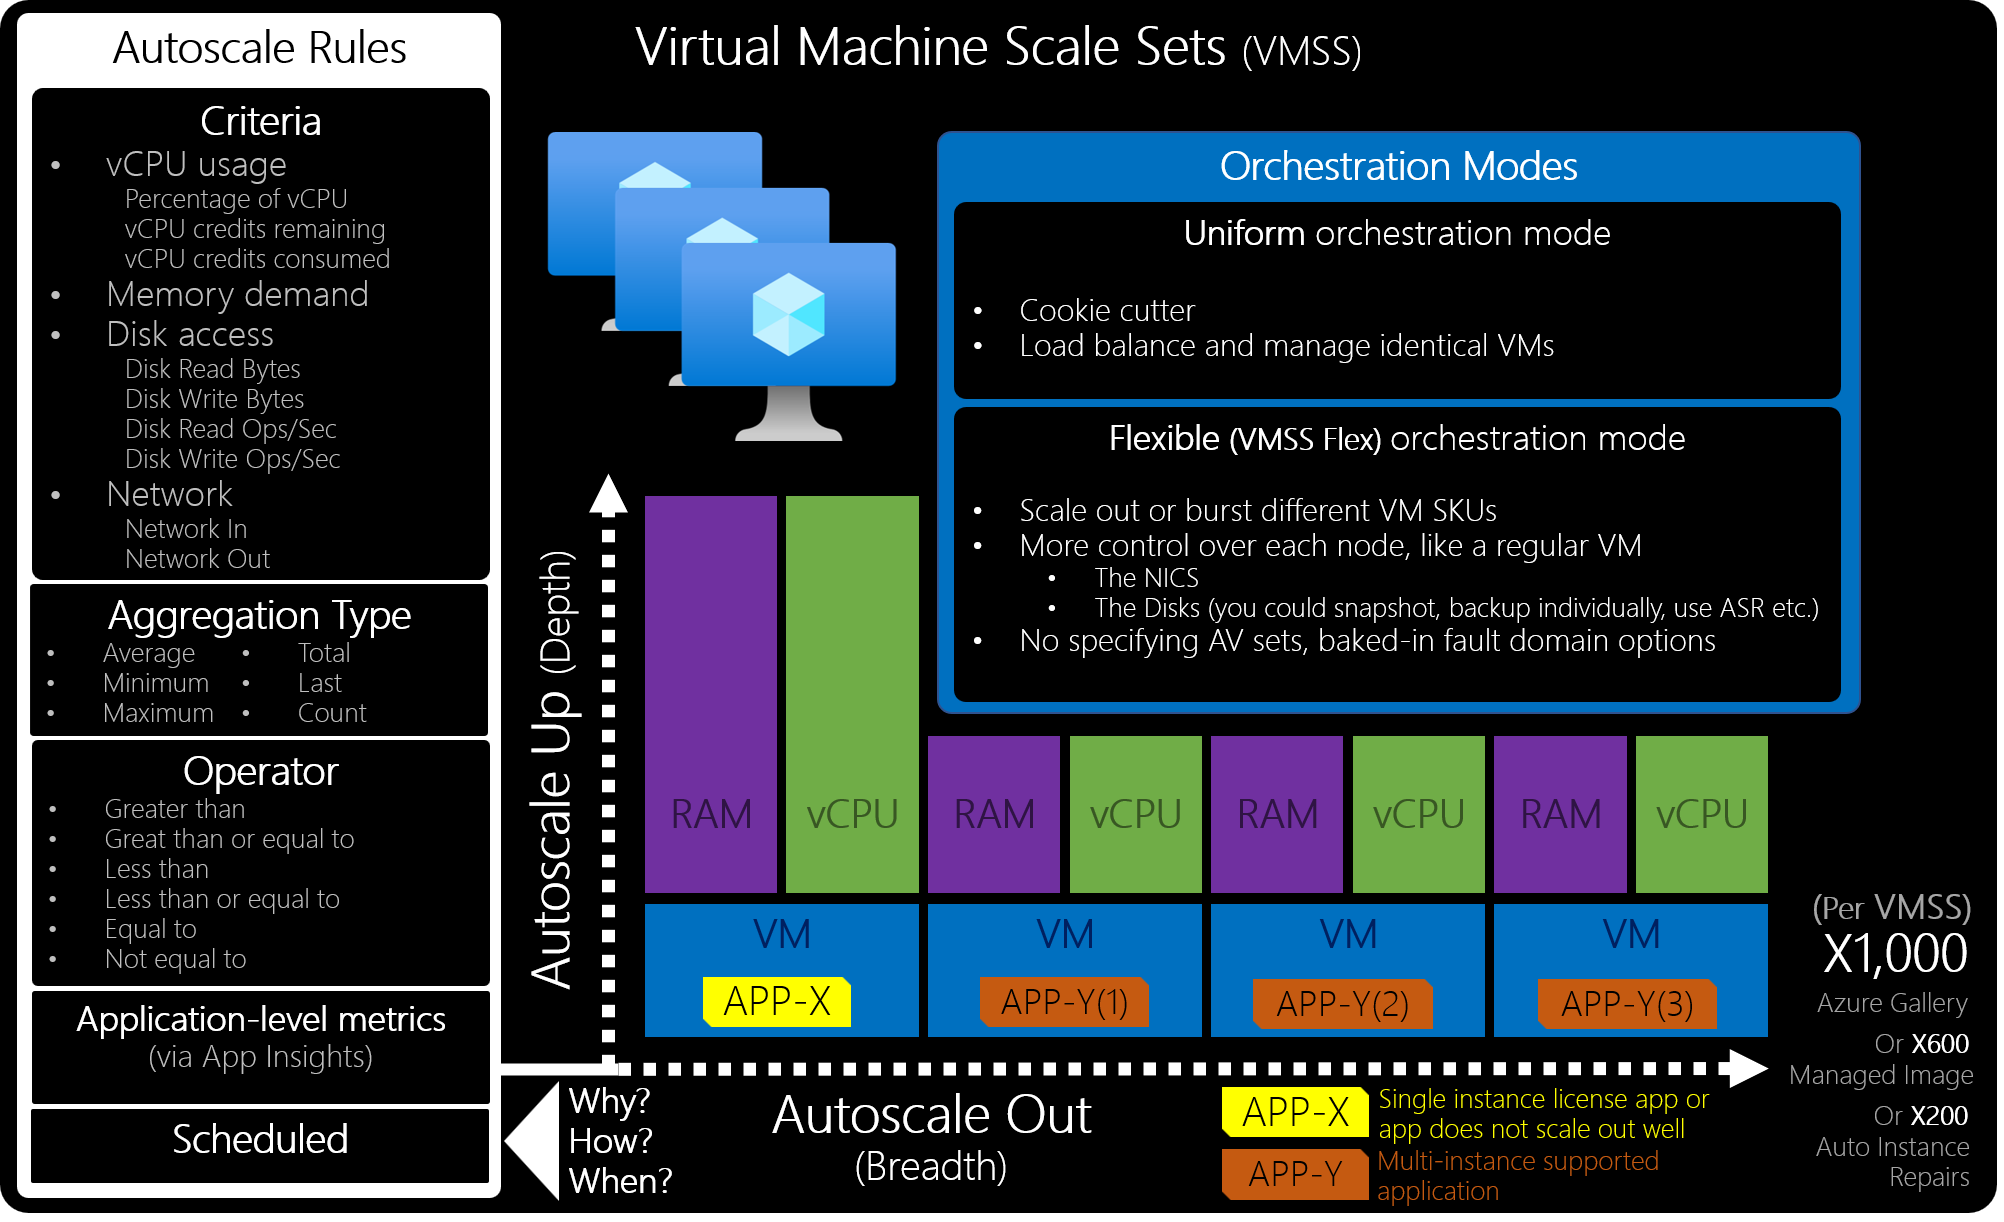 Autoscale Rules
Criteria
• vCPU usage
Percentage of vCPU
vCPU credits remaining
vCPU credits consumed
• Memory demand
• Disk access
Disk Read Bytes
Disk Write Bytes
Disk Read Ops/Sec
Disk Write Ops/Sec
• Network
Network In
Network Out
Aggregation Type
• Average • Total
• Minimum • Last
• Maximum • Count
Operator
• Greater than
• Great than or equal to
• Less than
• Less than or equal to
• Equal to
• Not equal to
Application-level metrics
(via App Insights)
Scheduled
Virtual Machine Scale Sets (VMSS)
Orchestration Modes
Uniform orchestration mode
• Cookie cutter
• Load balance and manage identical VMs
Flexible (VMSS Flex) orchestration mode
• Scale out or burst different VM SKUs
• More control over each node, like a regular VM
• The NICS
• The Disks (you could snapshot, backup individually, use ASR etc.)
• No specifying AV sets, baked-in fault domain options
Autoscale Up (Depth)
RAM vCPU RAM vCPU RAM vCPU RAM vCPU
VM VM VM VM
APP-X APP-Y(1) APP-Y(2) APP-Y(3)
(Per VMSS)
X1,000
Azure Gallery
Or X600
Managed Image
Or X200
Auto Instance
Repairs
Why?
How?
When?
Autoscale Out
(Breadth)
APP-X Single instance license app or
app does not scale out well
APP-Y Multi-instance supported
application